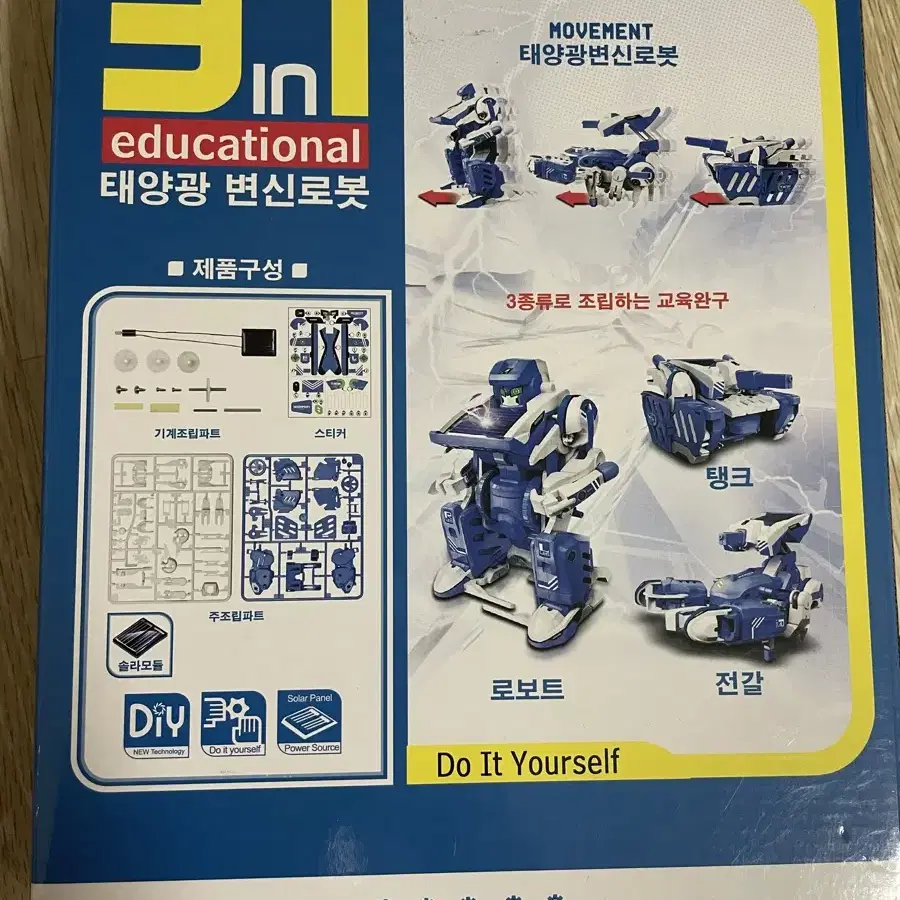 3 in 1
educational
태양광 변신로봇
■ 제품구성 ■
기계조립파트
스티커
주조립파트
솔라모듈
DiY
NEW Technology
Do it yourself
Solar Panel
Power Source
MOVEMENT
태양광변신로봇
3종류로 조립하는 교육완구
탱크
로보트
전갈
Do It Yourself